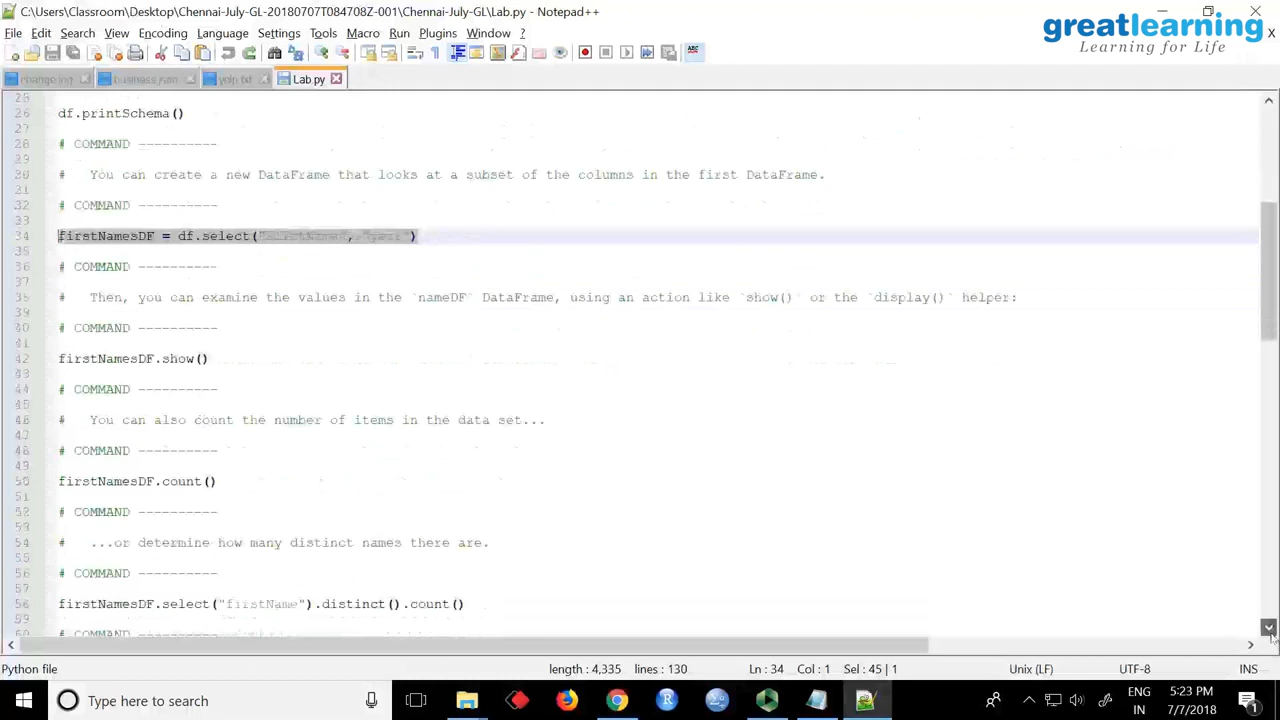 C:\Users\Classroom\Desktop\Chennai-July-GL-20180707T084708Z-001\Chennai-July-GL\Lab.py - Notepad++
greatlearning
Learning for Life
File Edit Search View Encoding Language Settings Tools Macro Run Plugins Window ? X
yelp.txt Lab.py
25
26 df.printSchema()
27
28 # COMMAND ----------
29
30 # You can create a new DataFrame that looks at a subset of the columns in the first DataFrame.
31
32 # COMMAND ----------
33
34 firstNamesDF = df.select(
35
36 # COMMAND ----------
# Then, you can examine the values in the `nameDF` DataFrame, using an action like `show()` or the `display()` helper:
40 # COMMAND ----------
41
42 firstNamesDF.show()
43
44 # COMMAND ----------
45
46 # You can also count the number of items in the data set...
47
48 # COMMAND ----------
49
50 firstNamesDF.count()
51
52 # COMMAND ----------
53
54 # ...or determine how many distinct names there are.
55
56 # COMMAND ----------
57
58 firstNamesDF.select("firstName").distinct().count()
59
60 # COMMAND ----------
Python file length : 4,335 lines : 130 Ln : 34 Col : 1 Sel : 45 | 1 Unix (LF) UTF-8 INS
Type here to search
ENG
IN
5:23 PM
7/7/2018
1